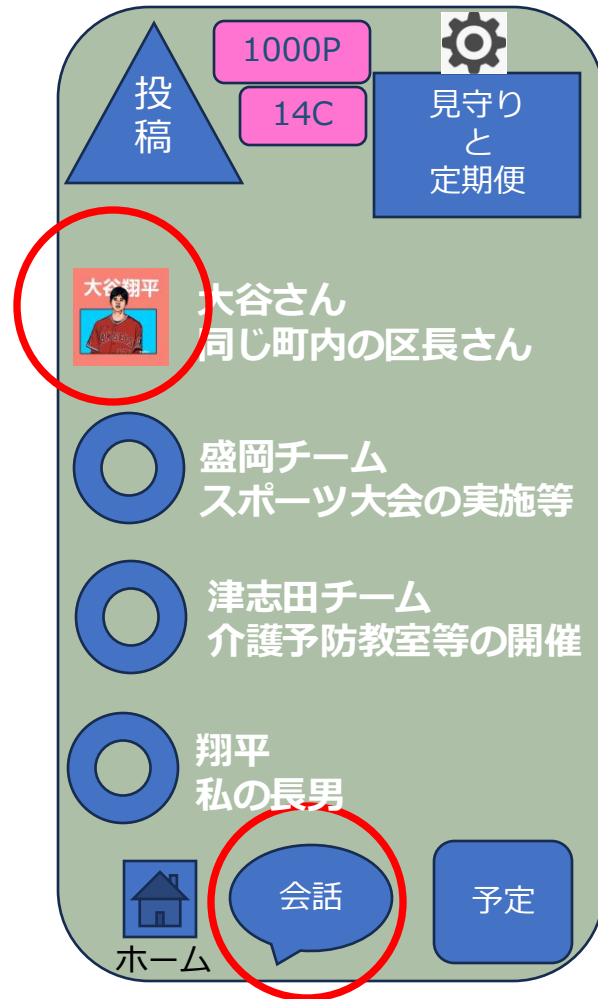 投稿
1000P
14C
見守り
と
定期便
大谷翔平
大谷さん
同じ町内の区長さん
盛岡チーム
スポーツ大会の実施等
津志田チーム
介護予防教室等の開催
翔平
私の長男
ホーム
会話
予定